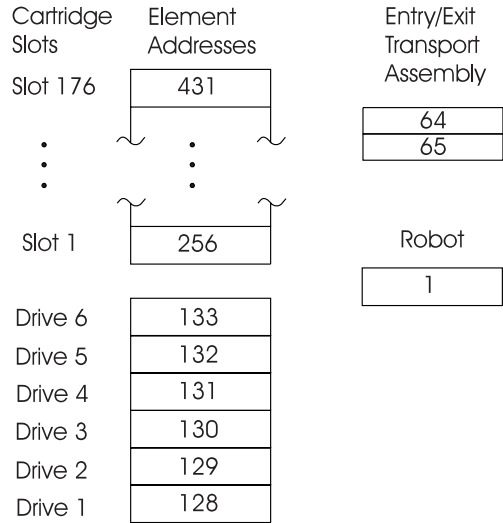 Cartridge Slots
Element Addresses
Slot 176
431
Slot 1
256
Drive 6
133
Drive 5
132
Drive 4
131
Drive 3
130
Drive 2
129
Drive 1
128
Entry/Exit
Transport
Assembly
64
65
Robot
1